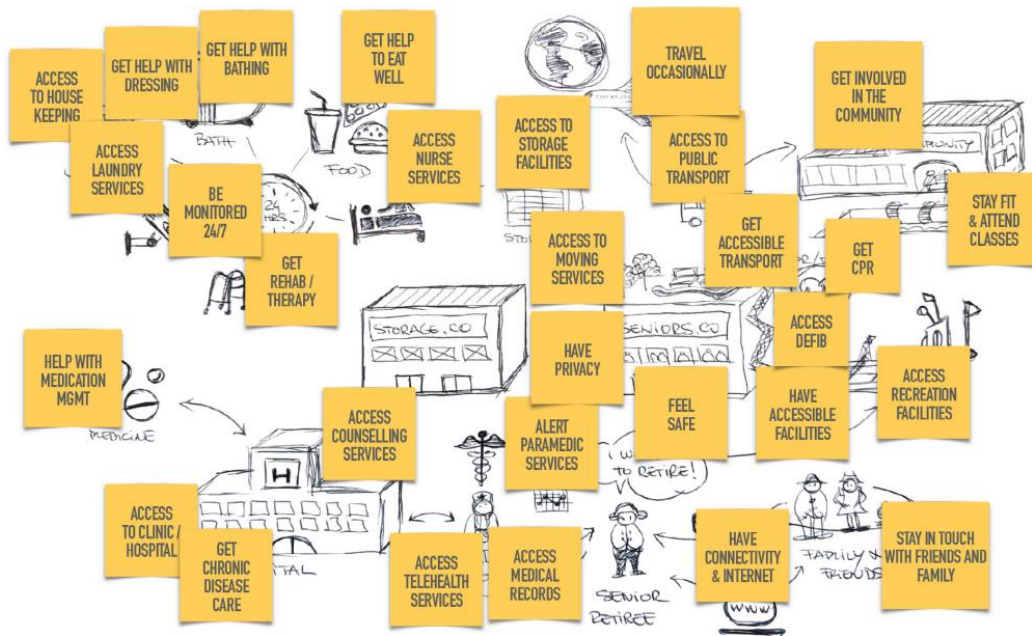 ACCESS
TO HOUSE
KEEPING
GET HELP WITH
DRESSING
GET HELP WITH
BATHING
GET HELP
TO EAT
WELL
TRAVEL
OCCASIONALLY
GET INVOLVED
IN THE
COMMUNITY
ACCESS
LAUNDRY
SERVICES
BATH
FOOD
ACCESS
NURSE
SERVICES
ACCESS TO
STORAGE
FACILITIES
ACCESS TO
PUBLIC
TRANSPORT
BE
MONITORED
24/7
24
HRS
STAY FIT
& ATTEND
CLASSES
GET
REHAB /
THERAPY
ACCESS TO
MOVING
SERVICES
GET
ACCESSIBLE
TRANSPORT
GET
CPR
STORAGE.CO
SENIORS.CO
ACCESS
DEFIB
HELP WITH
MEDICATION
MGMT
MEDICINE
HAVE
PRIVACY
FEEL
SAFE
HAVE
ACCESSIBLE
FACILITIES
ACCESS
RECREATION
FACILITIES
ACCESS
COUNSELLING
SERVICES
H
ALERT
PARAMEDIC
SERVICES
TO RETIRE!
ACCESS
TO CLINIC /
HOSPITAL
GET
CHRONIC
DISEASE
CARE
ACCESS
TELEHEALTH
SERVICES
ACCESS
MEDICAL
RECORDS
SENIOR
RETIREE
HAVE
CONNECTIVITY
& INTERNET
WWW
FAMILY &
FRIENDS
STAY IN TOUCH
WITH FRIENDS AND
FAMILY